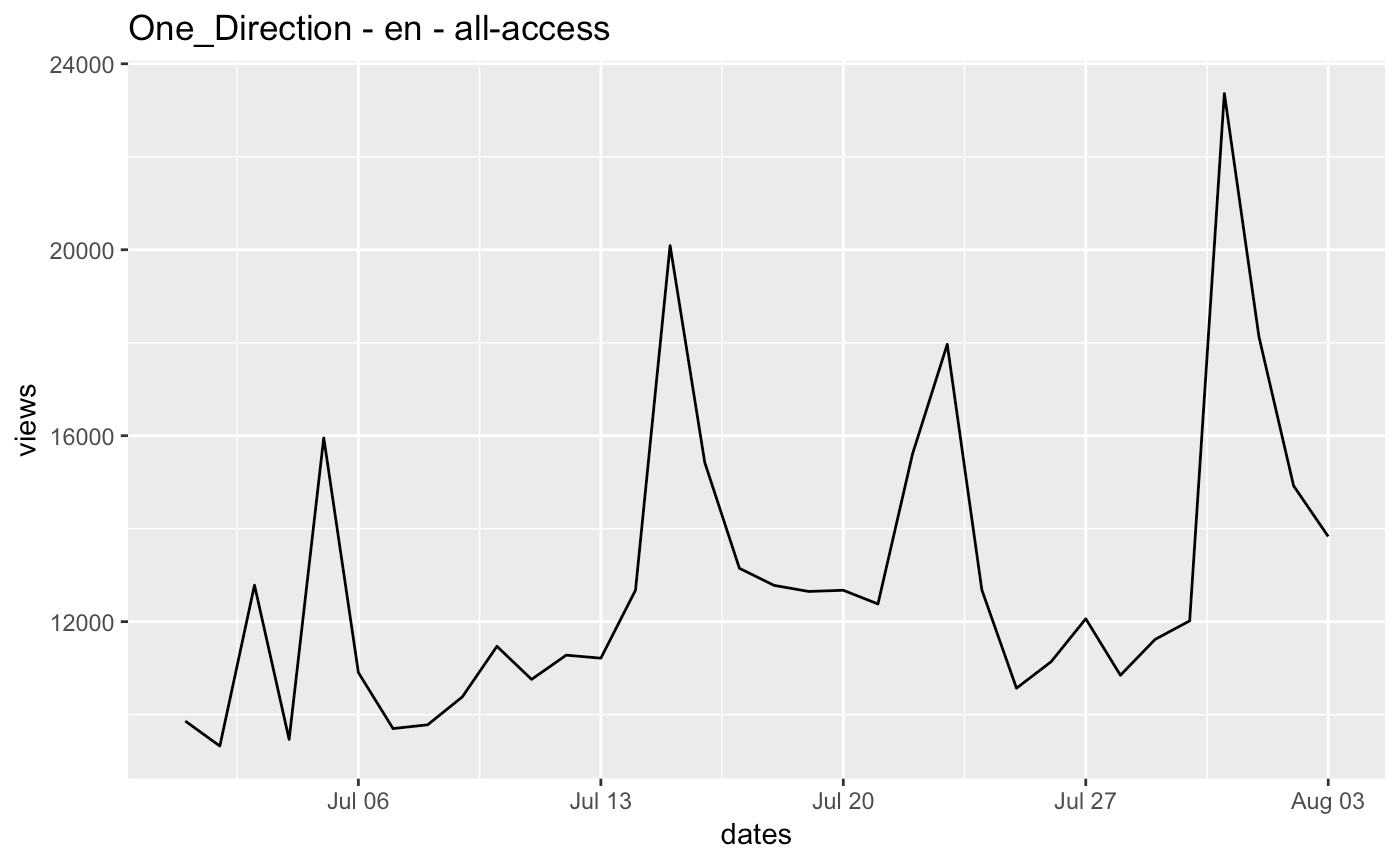 One_Direction - en - all-access
24000
20000
16000
12000
views
Jul 06 Jul 13 Jul 20 Jul 27 Aug 03
dates